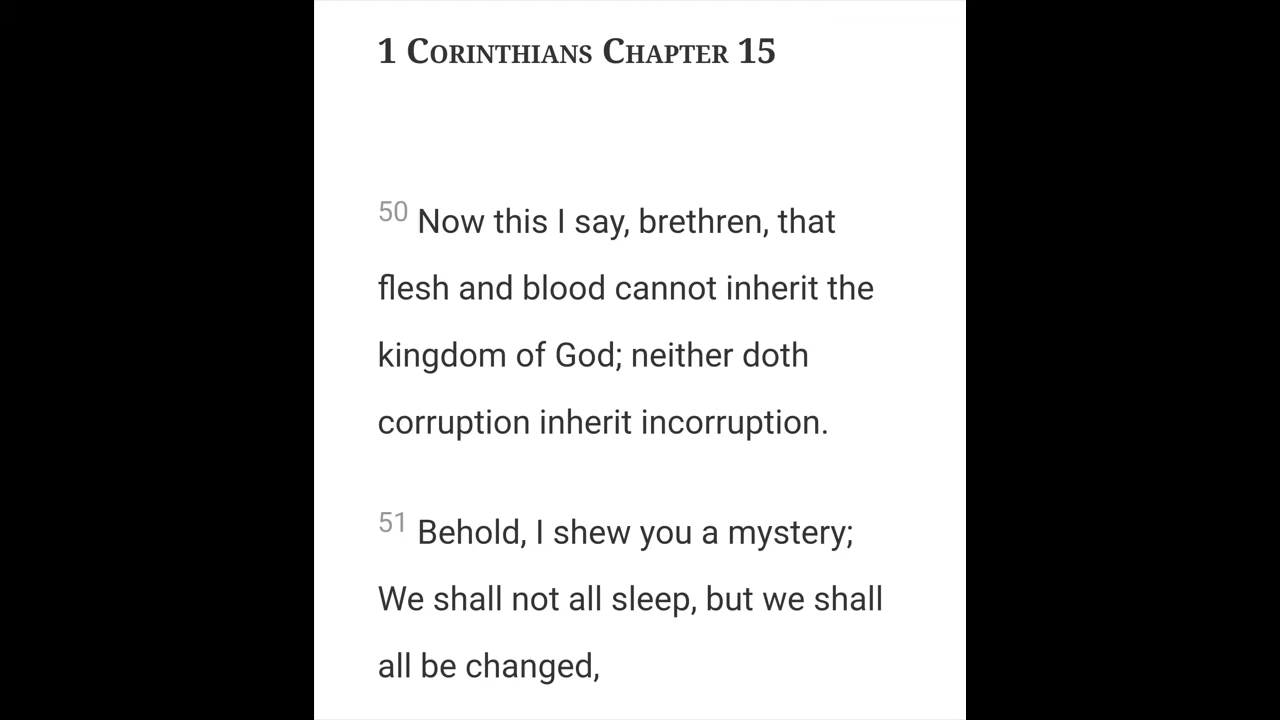 1 Corinthians Chapter 15
50 Now this I say, brethren, that
flesh and blood cannot inherit the
kingdom of God; neither doth
corruption inherit incorruption.
51 Behold, I shew you a mystery;
We shall not all sleep, but we shall
all be changed,